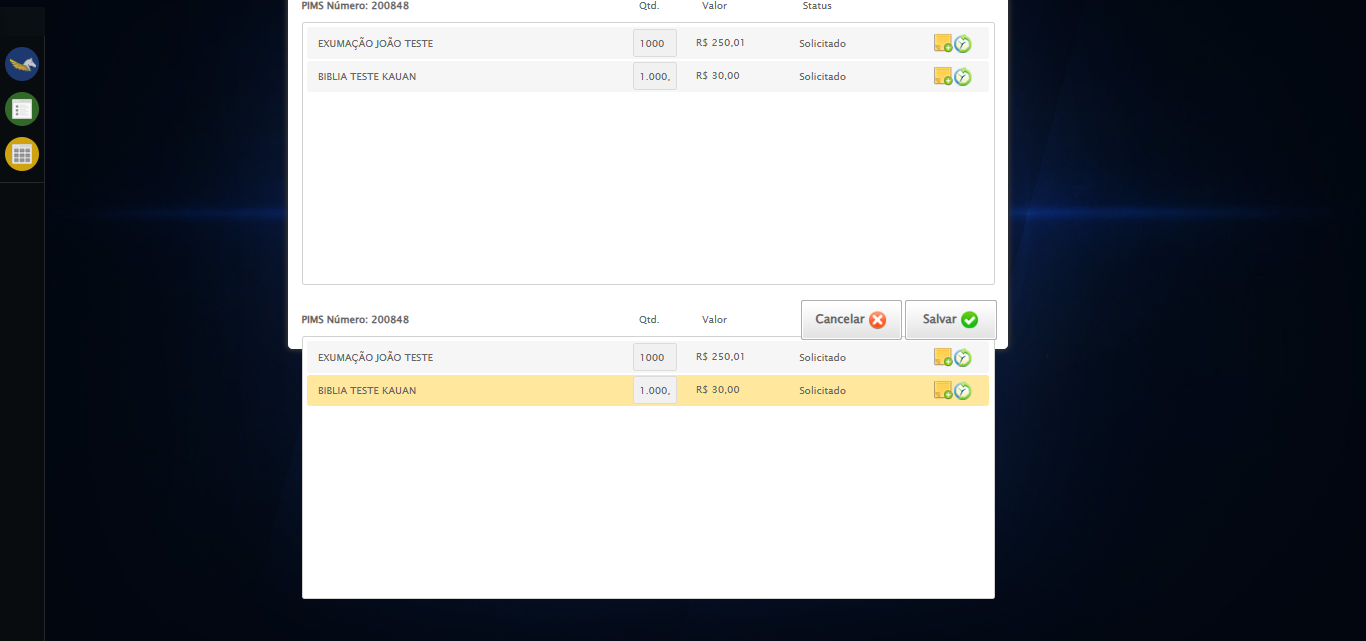 PIMS Número: 200848 Qtd. Valor Status
EXUMAÇÃO JOÃO TESTE 1000 R$ 250,01 Solicitado
BIBLIA TESTE KAUAN 1.000, R$ 30,00 Solicitado
PIMS Número: 200848 Qtd. Valor Cancelar Salvar
EXUMAÇÃO JOÃO TESTE 1000 R$ 250,01 Solicitado
BIBLIA TESTE KAUAN 1.000, R$ 30,00 Solicitado